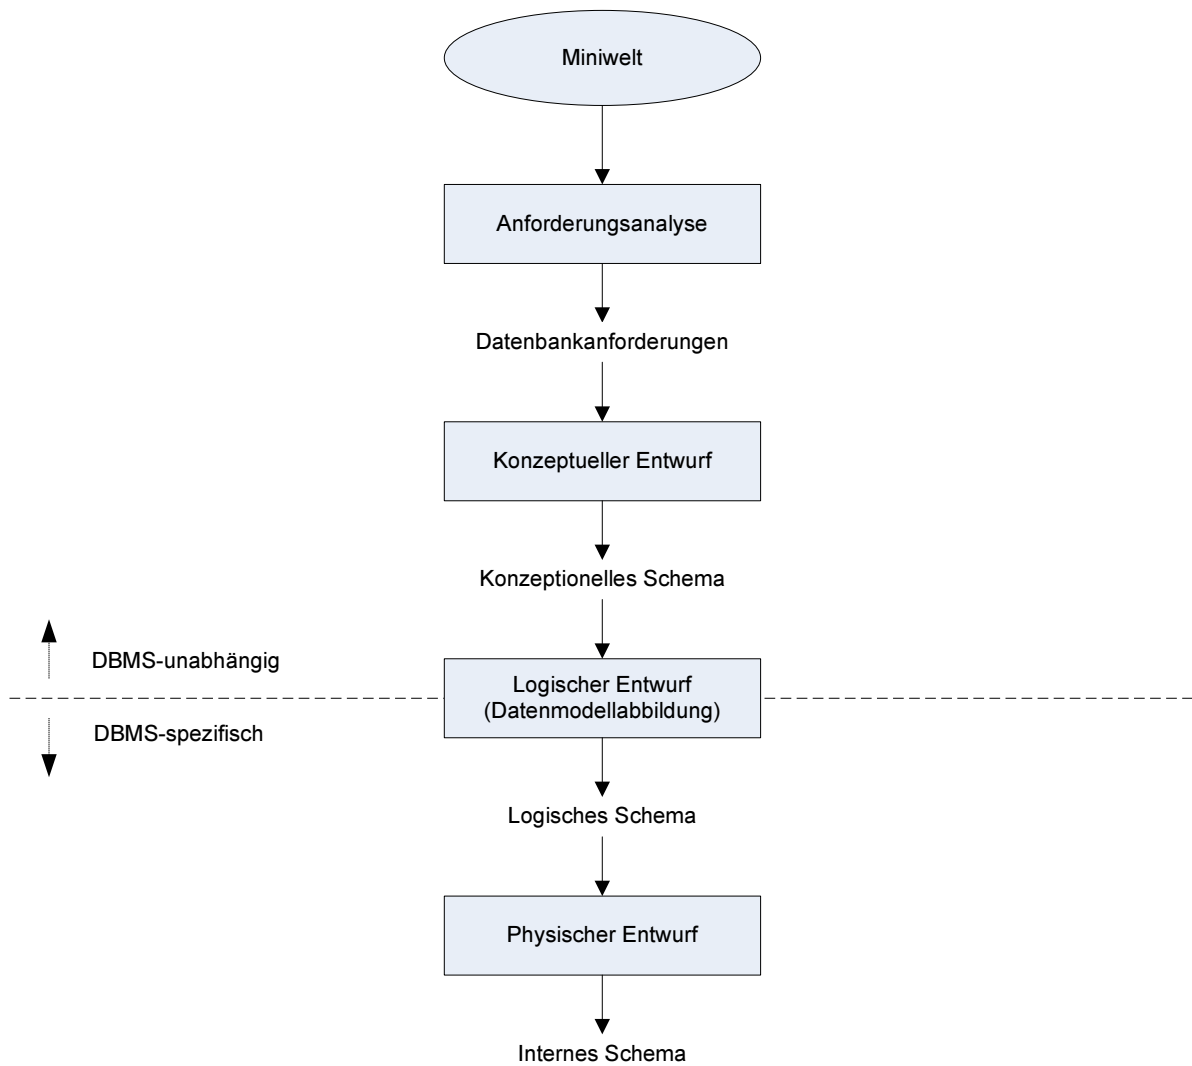 Miniwelt
Anforderungsanalyse
Datenbankanforderungen
Konzeptueller Entwurf
Konzeptionelles Schema
DBMS-unabhängig
Logischer Entwurf
(Datenmodellabbildung)
DBMS-spezifisch
Logisches Schema
Physischer Entwurf
Internes Schema